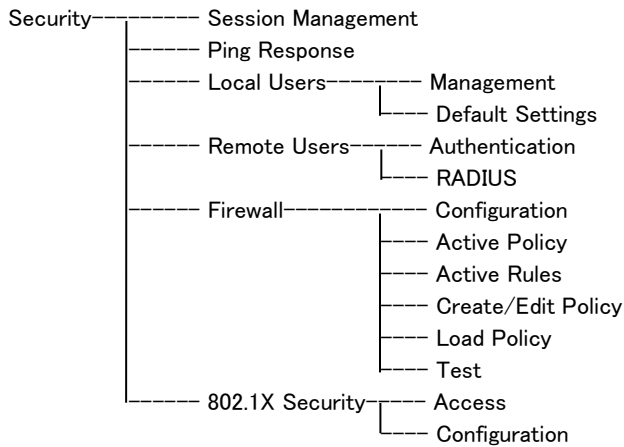 Security Session Management
Ping Response
Local Users Management
Default Settings
Remote Users Authentication
RADIUS
Firewall Configuration
Active Policy
Active Rules
Create/Edit Policy
Load Policy
Test
802.1X Security Access
Configuration